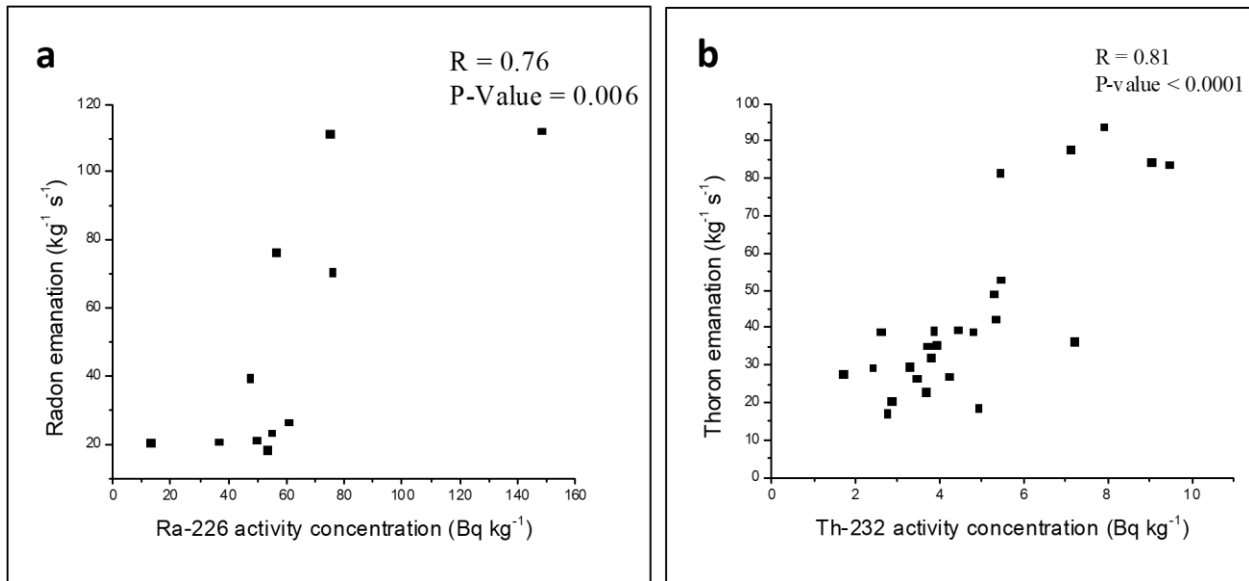 a
R = 0.76
P-Value = 0.006
120
100
80
60
40
20
Radon emanation (kg⁻¹ s⁻¹)
0 20 40 60 80 100 120 140 160
Ra-226 activity concentration (Bq kg⁻¹)
b
R = 0.81
P-value < 0.0001
100
90
80
70
60
50
40
30
20
10
0
Thoron emanation (kg⁻¹ s⁻¹)
0 2 4 6 8 10
Th-232 activity concentration (Bq kg⁻¹)